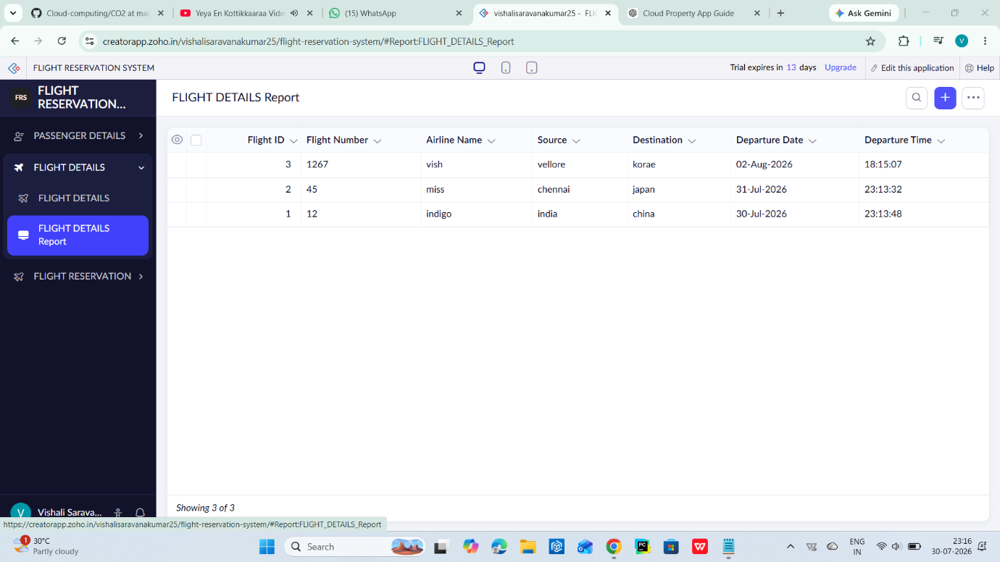 Cloud-computing/CO2 at mai
Yeya En Kottikkaaraa Vide
(15) WhatsApp
vishalisaravanakumar25 - FLI
Cloud Property App Guide
Ask Gemini
creatorapp.zoho.in/vishalisaravanakumar25/flight-reservation-system/#Report:FLIGHT_DETAILS_Report
V
FLIGHT RESERVATION SYSTEM
Trial expires in 13 days Upgrade
Edit this application
Help
FRS
FLIGHT
RESERVATION...
PASSENGER DETAILS
FLIGHT DETAILS
FLIGHT DETAILS
FLIGHT DETAILS
Report
FLIGHT RESERVATION
FLIGHT DETAILS Report
Flight ID Flight Number Airline Name Source Destination Departure Date Departure Time
3 1267 vish vellore korae 02-Aug-2026 18:15:07
2 45 miss chennai japan 31-Jul-2026 23:13:32
1 12 indigo india china 30-Jul-2026 23:13:48
Showing 3 of 3
V Vishali Sarava...
https://creatorapp.zoho.in/vishalisaravanakumar25/flight-reservation-system/#Report:FLIGHT_DETAILS_Report
1
30°C
Partly cloudy
Search
PC
W
ENG
IN
23:16
30-07-2026